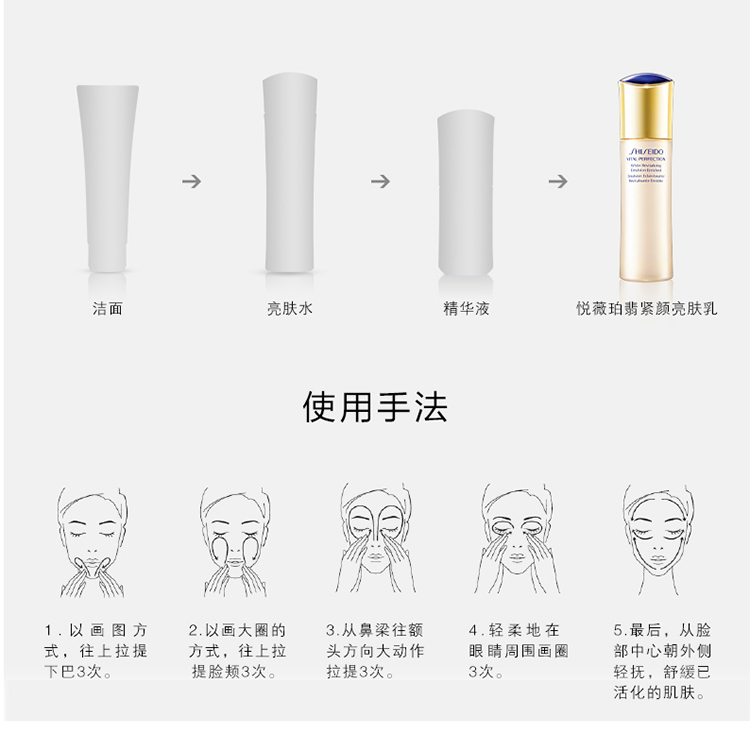 SHISEIDO
VITAL-PERFECTION
White Revitalizing
Emulsion Enriched
洁面
亮肤水
精华液
悦薇珀翡紧颜亮肤乳
使用手法
1.以画图方
式，往上拉提
下巴3次。
2.以画大圈的
方式，往上拉
提脸颊3次。
3.从鼻梁往额
头方向大动作
拉提3次。
4.轻柔地在
眼睛周围画圈
3次。
5.最后，从脸
部中心朝外侧
轻抚，舒缓已
活化的肌肤。